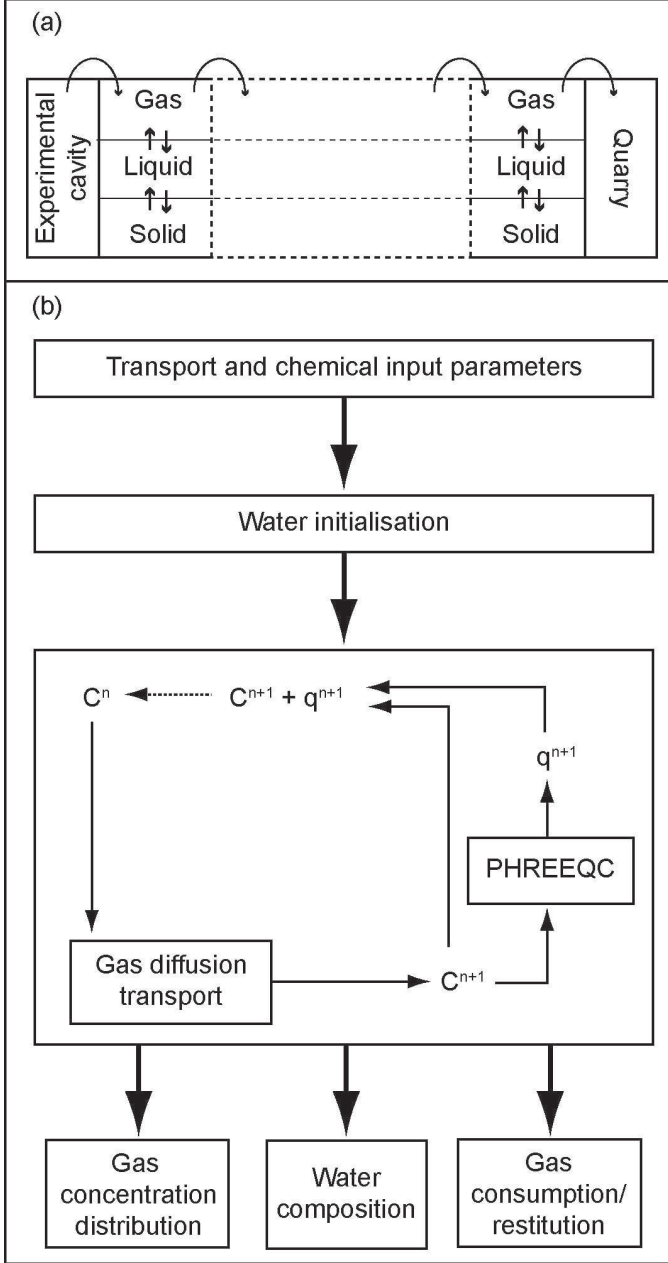 (a)
Experimental
cavity
Gas
Liquid
Solid
Gas
Liquid
Solid
Quarry
(b)
Transport and chemical input parameters
Water initialisation
Cⁿ
Cⁿ⁺¹ + qⁿ⁺¹
qⁿ⁺¹
PHREEQC
Gas diffusion
transport
Cⁿ⁺¹
Gas
concentration
distribution
Water
composition
Gas
consumption/
restitution